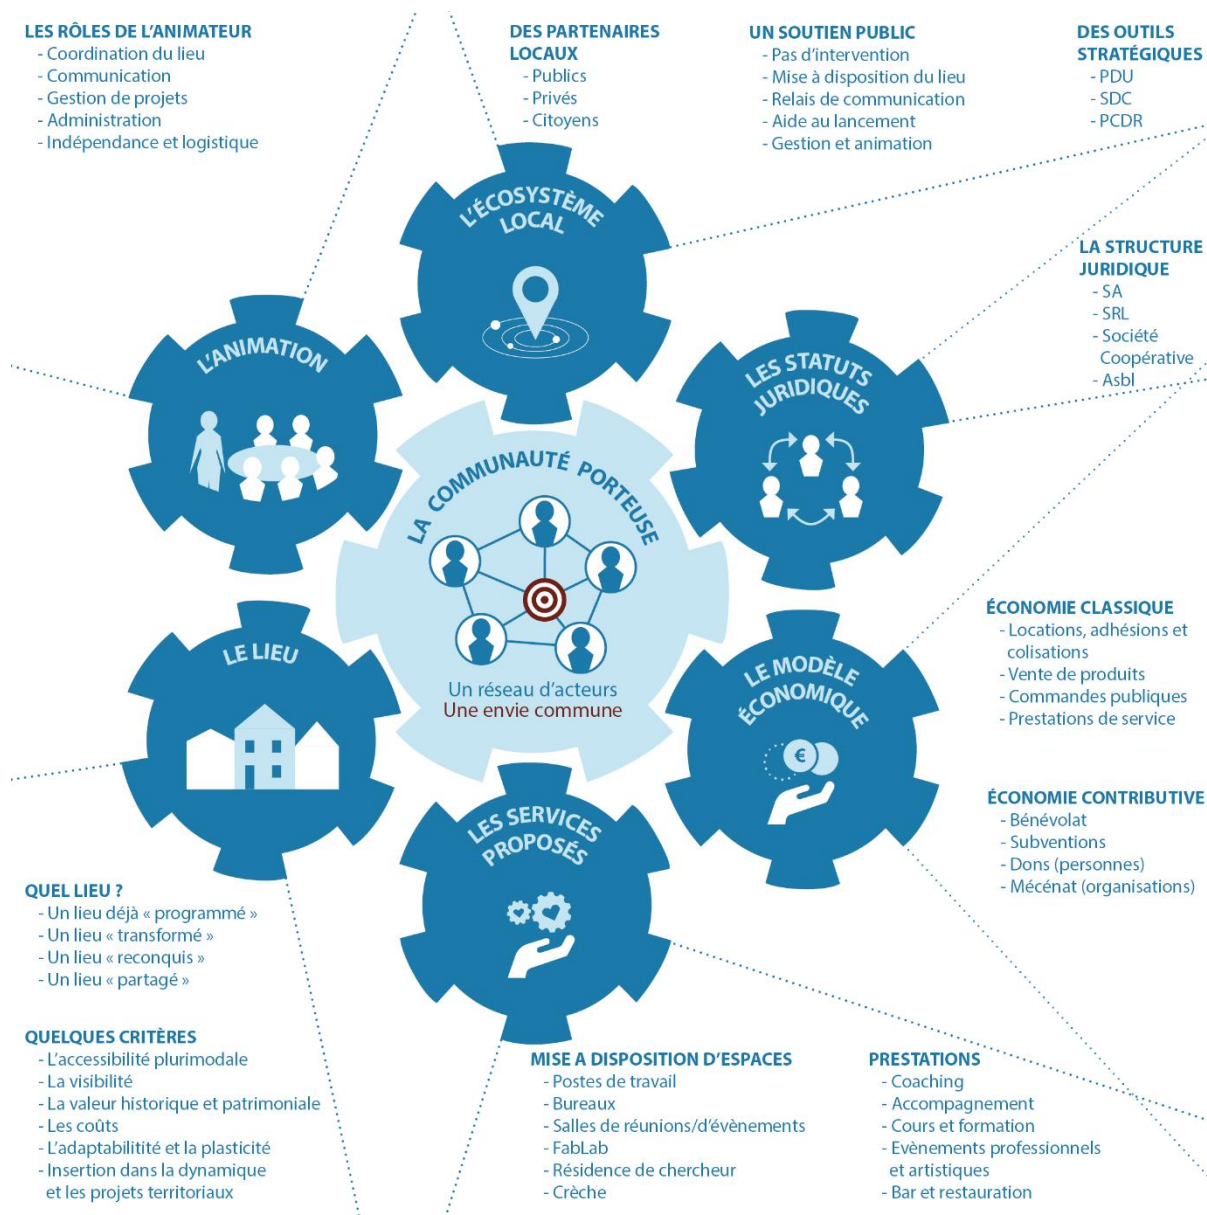 LES RÔLES DE L'ANIMATEUR
- Coordination du lieu
- Communication
- Gestion de projets
- Administration
- Indépendance et logistique
DES PARTENAIRES
LOCAUX
- Publics
- Privés
- Citoyens
UN SOUTIEN PUBLIC
- Pas d'intervention
- Mise à disposition du lieu
- Relais de communication
- Aide au lancement
- Gestion et animation
DES OUTILS
STRATÉGIQUES
- PDU
- SDC
- PCDR
L'ÉCOSYSTÈME
LOCAL
L'ANIMATION
LES STATUTS
JURIDIQUES
LA STRUCTURE
JURIDIQUE
- SA
- SRL
- Société
Coopérative
- Asbl
LA COMMUNAUTÉ PORTEUSE
Un réseau d'acteurs
Une envie commune
LE LIEU
LE MODÈLE
ÉCONOMIQUE
€
ÉCONOMIE CLASSIQUE
- Locations, adhésions et
colisations
- Vente de produits
- Commandes publiques
- Prestations de service
ÉCONOMIE CONTRIBUTIVE
- Bénévolat
- Subventions
- Dons (personnes)
- Mécénat (organisations)
LES SERVICES
PROPOSÉS
QUEL LIEU ?
- Un lieu déjà « programmé »
- Un lieu « transformé »
- Un lieu « reconquis »
- Un lieu « partagé »
QUELQUES CRITÈRES
- L'accessibilité plurimodale
- La visibilité
- La valeur historique et patrimoniale
- Les coûts
- L'adaptabilitité et la plasticité
- Insertion dans la dynamique
et les projets territoriaux
MISE A DISPOSITION D'ESPACES
- Postes de travail
- Bureaux
- Salles de réunions/d'évènements
- FabLab
- Résidence de chercheur
- Crèche
PRESTATIONS
- Coaching
- Accompagnement
- Cours et formation
- Evènements professionnels
et artistiques
- Bar et restauration